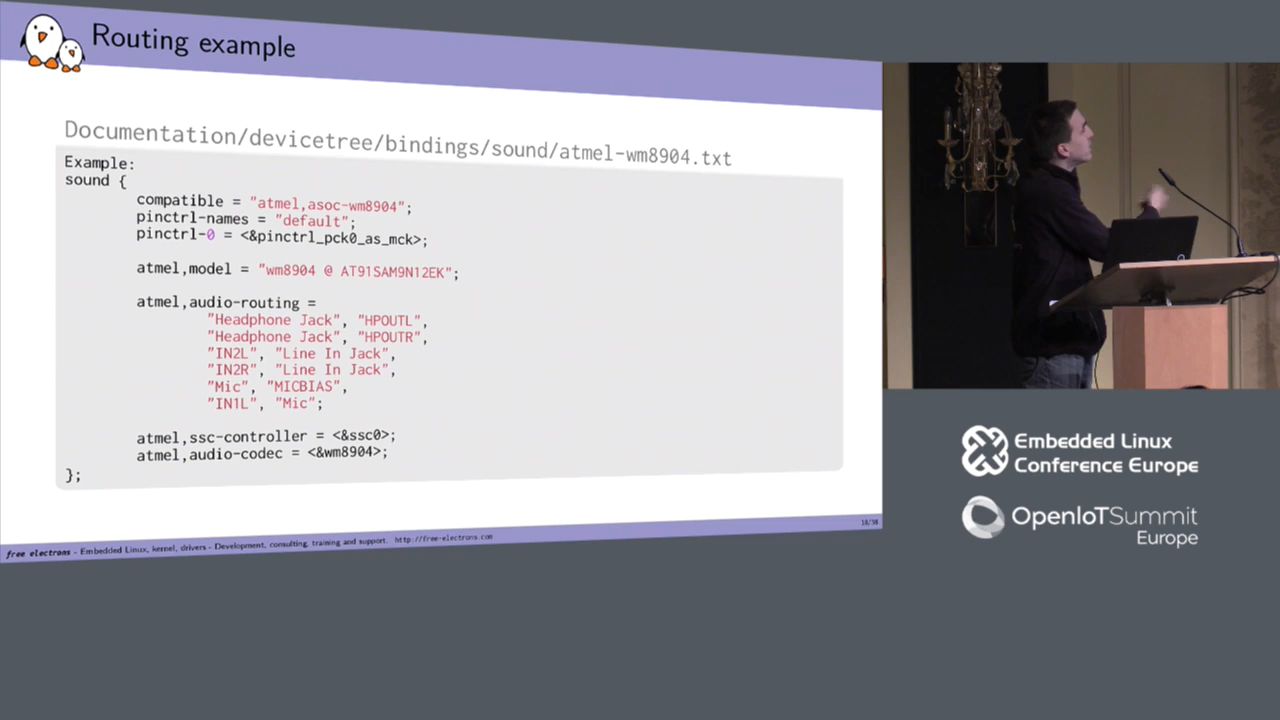 Routing example
Documentation/devicetree/bindings/sound/atmel-wm8904.txt
Example:
sound {
compatible = "atmel,asoc-wm8904";
pinctrl-names = "default";
pinctrl-0 = <&pinctrl_pck0_as_mck>;
atmel,model = "wm8904 @ AT91SAM9N12EK";
atmel,audio-routing =
"Headphone Jack", "HPOUTL",
"Headphone Jack", "HPOUTR",
"IN2L", "Line In Jack",
"IN2R", "Line In Jack",
"Mic", "MICBIAS",
"IN1L", "Mic";
atmel,ssc-controller = <&ssc0>;
atmel,audio-codec = <&wm8904>;
};
free electrons - Embedded Linux, kernel, drivers - Development, consulting, training and support. http://free-electrons.com
18/38
Embedded Linux
Conference Europe
OpenIoTSummit
Europe